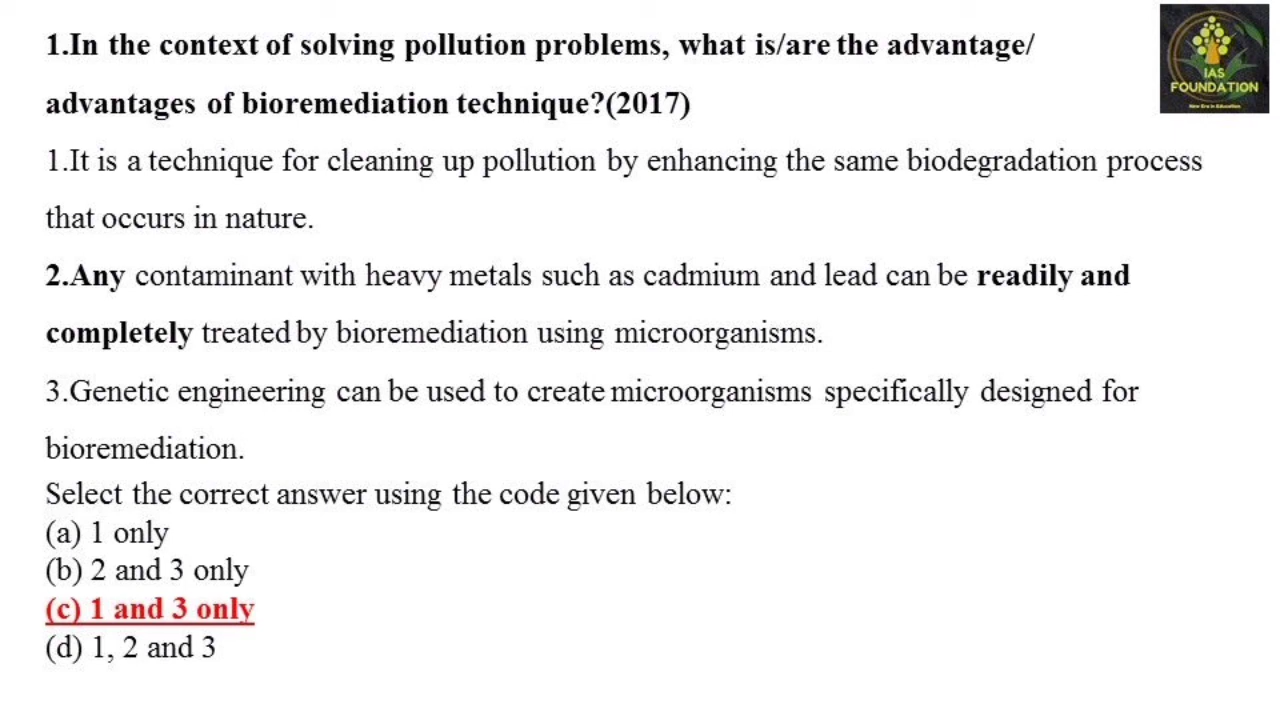 1.In the context of solving pollution problems, what is/are the advantage/
advantages of bioremediation technique?(2017)
1.It is a technique for cleaning up pollution by enhancing the same biodegradation process
that occurs in nature.
2.Any contaminant with heavy metals such as cadmium and lead can be readily and
completely treated by bioremediation using microorganisms.
3.Genetic engineering can be used to create microorganisms specifically designed for
bioremediation.
Select the correct answer using the code given below:
(a) 1 only
(b) 2 and 3 only
(c) 1 and 3 only
(d) 1, 2 and 3
IAS
FOUNDATION
New Era in Education